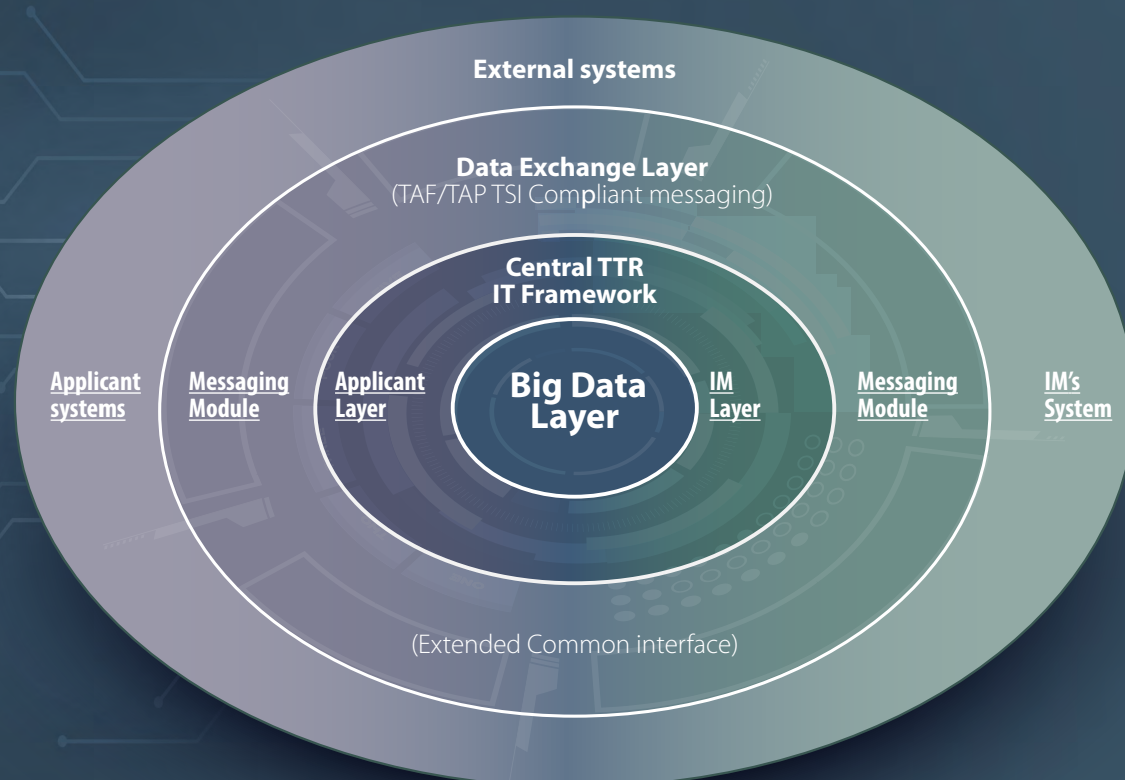 External systems
Data Exchange Layer
(TAF/TAP TSI Compliant messaging)
Central TTR
IT Framework
Applicant
systems
Messaging
Module
Applicant
Layer
Big Data
Layer
IM
Layer
Messaging
Module
IM's
System
(Extended Common interface)